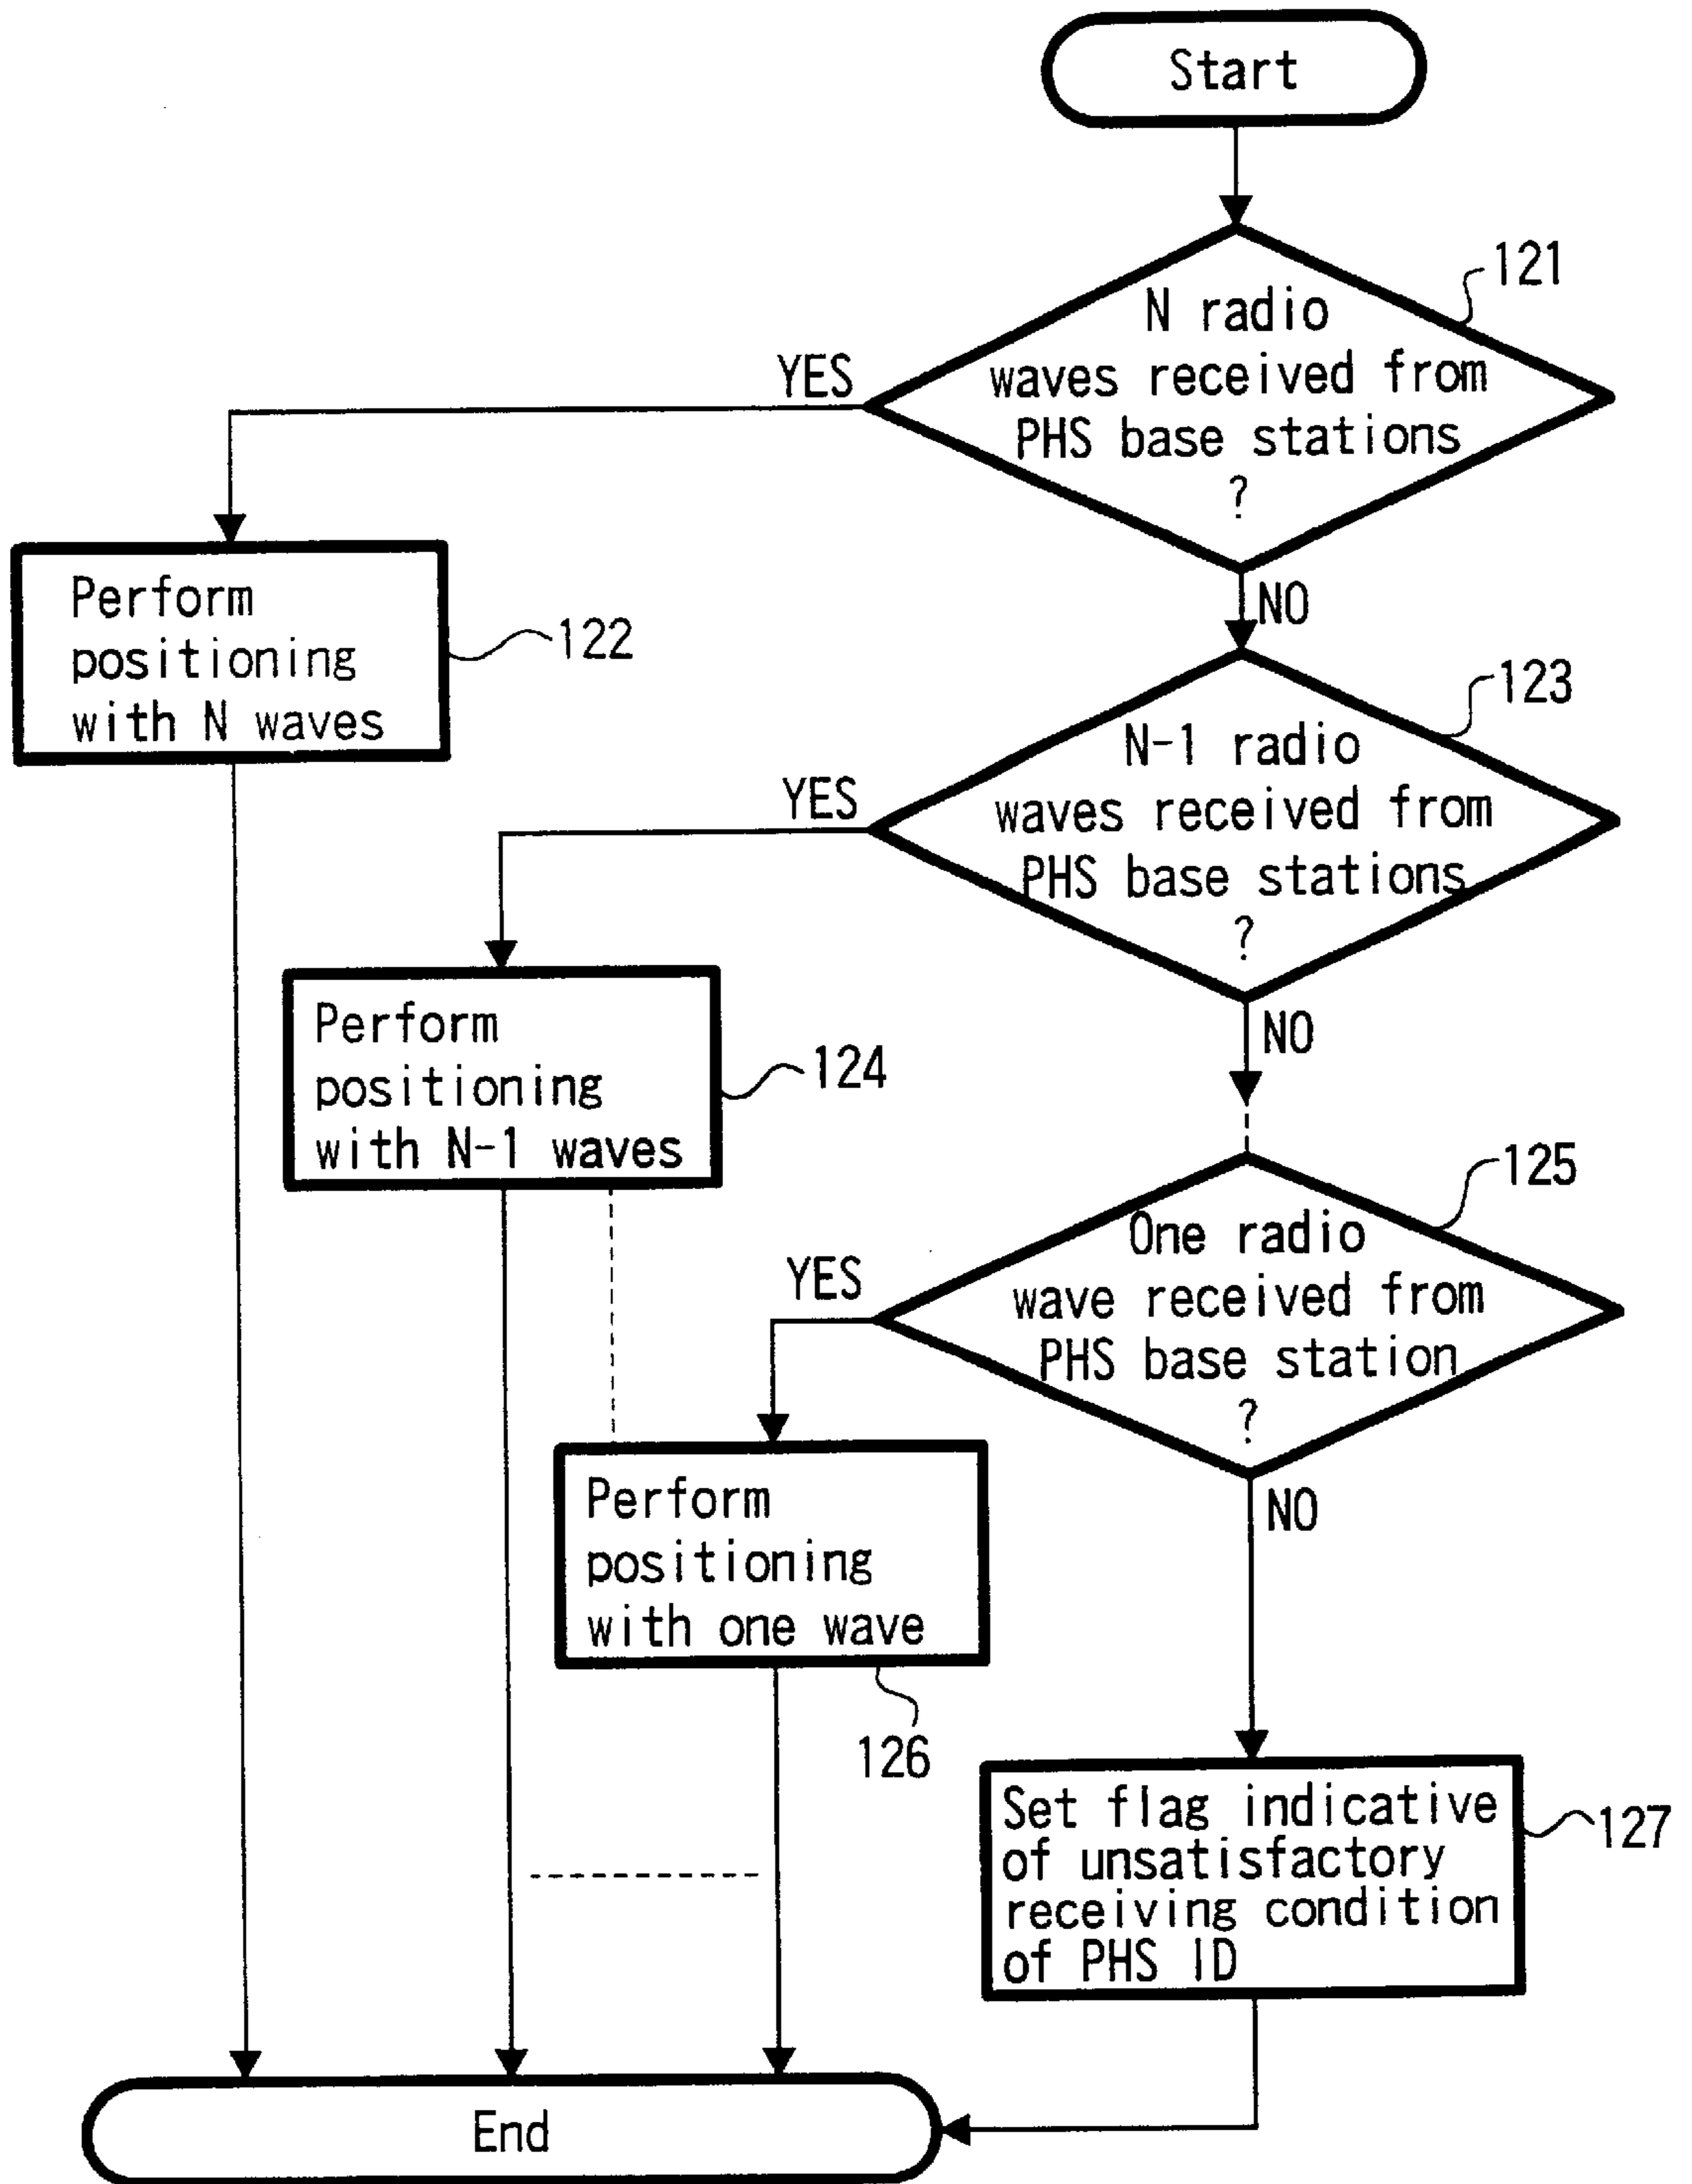 Start
121
N radio
waves received from
PHS base stations
?
YES
NO
Perform
positioning
with N waves
122
123
N-1 radio
waves received from
PHS base stations
?
YES
NO
Perform
positioning
with N-1 waves
124
125
One radio
wave received from
PHS base station
?
YES
NO
Perform
positioning
with one wave
126
Set flag indicative
of unsatisfactory
receiving condition
of PHS ID
127
End